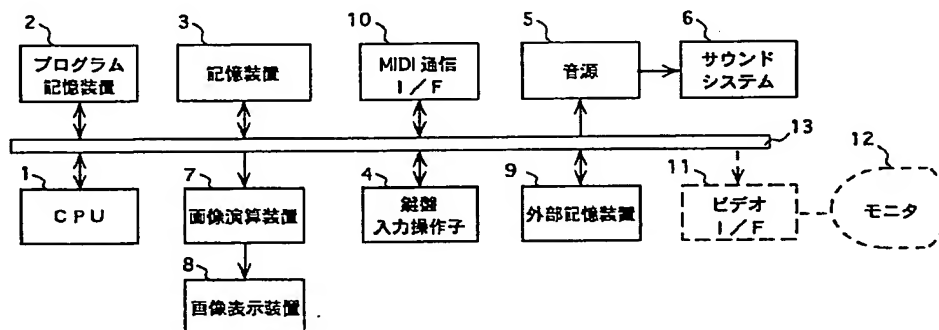 2
3
10
5
6
プログラム
記憶装置
記憶装置
MIDI 通信
I／F
音源
サウンド
システム
13
1
7
4
9
11
12
CPU
画像演算装置
鍵盤
入力操作子
外部記憶装置
ビデオ
I／F
モニタ
8
画像表示装置